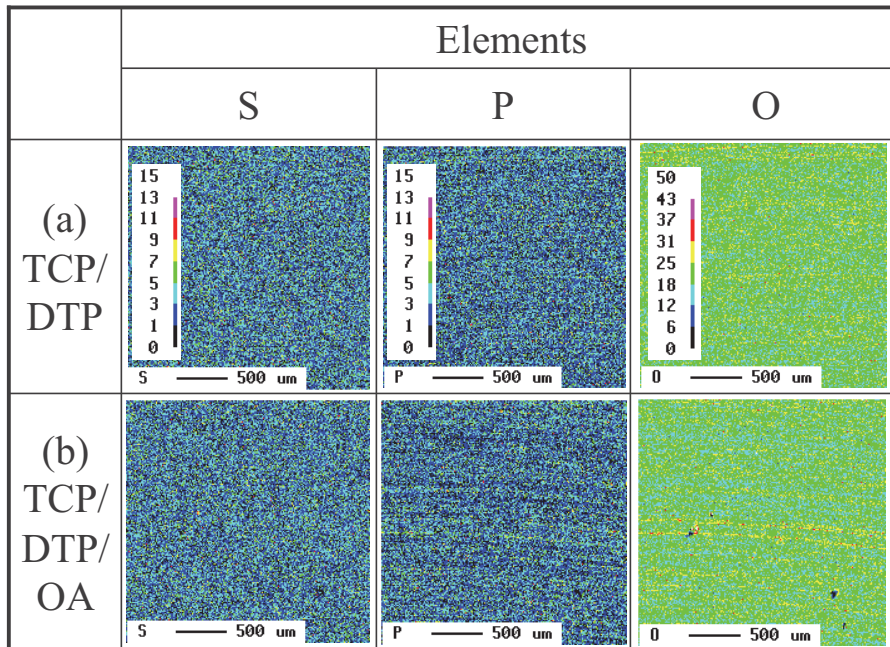 Elements
S
P
O
(a)
TCP/
DTP
15
13
11
9
7
5
3
1
0
S 500 um
15
13
11
9
7
5
3
1
0
P 500 um
50
43
37
31
25
18
12
6
0
O 500 um
(b)
TCP/
DTP/
OA
S 500 um
P 500 um
O 500 um